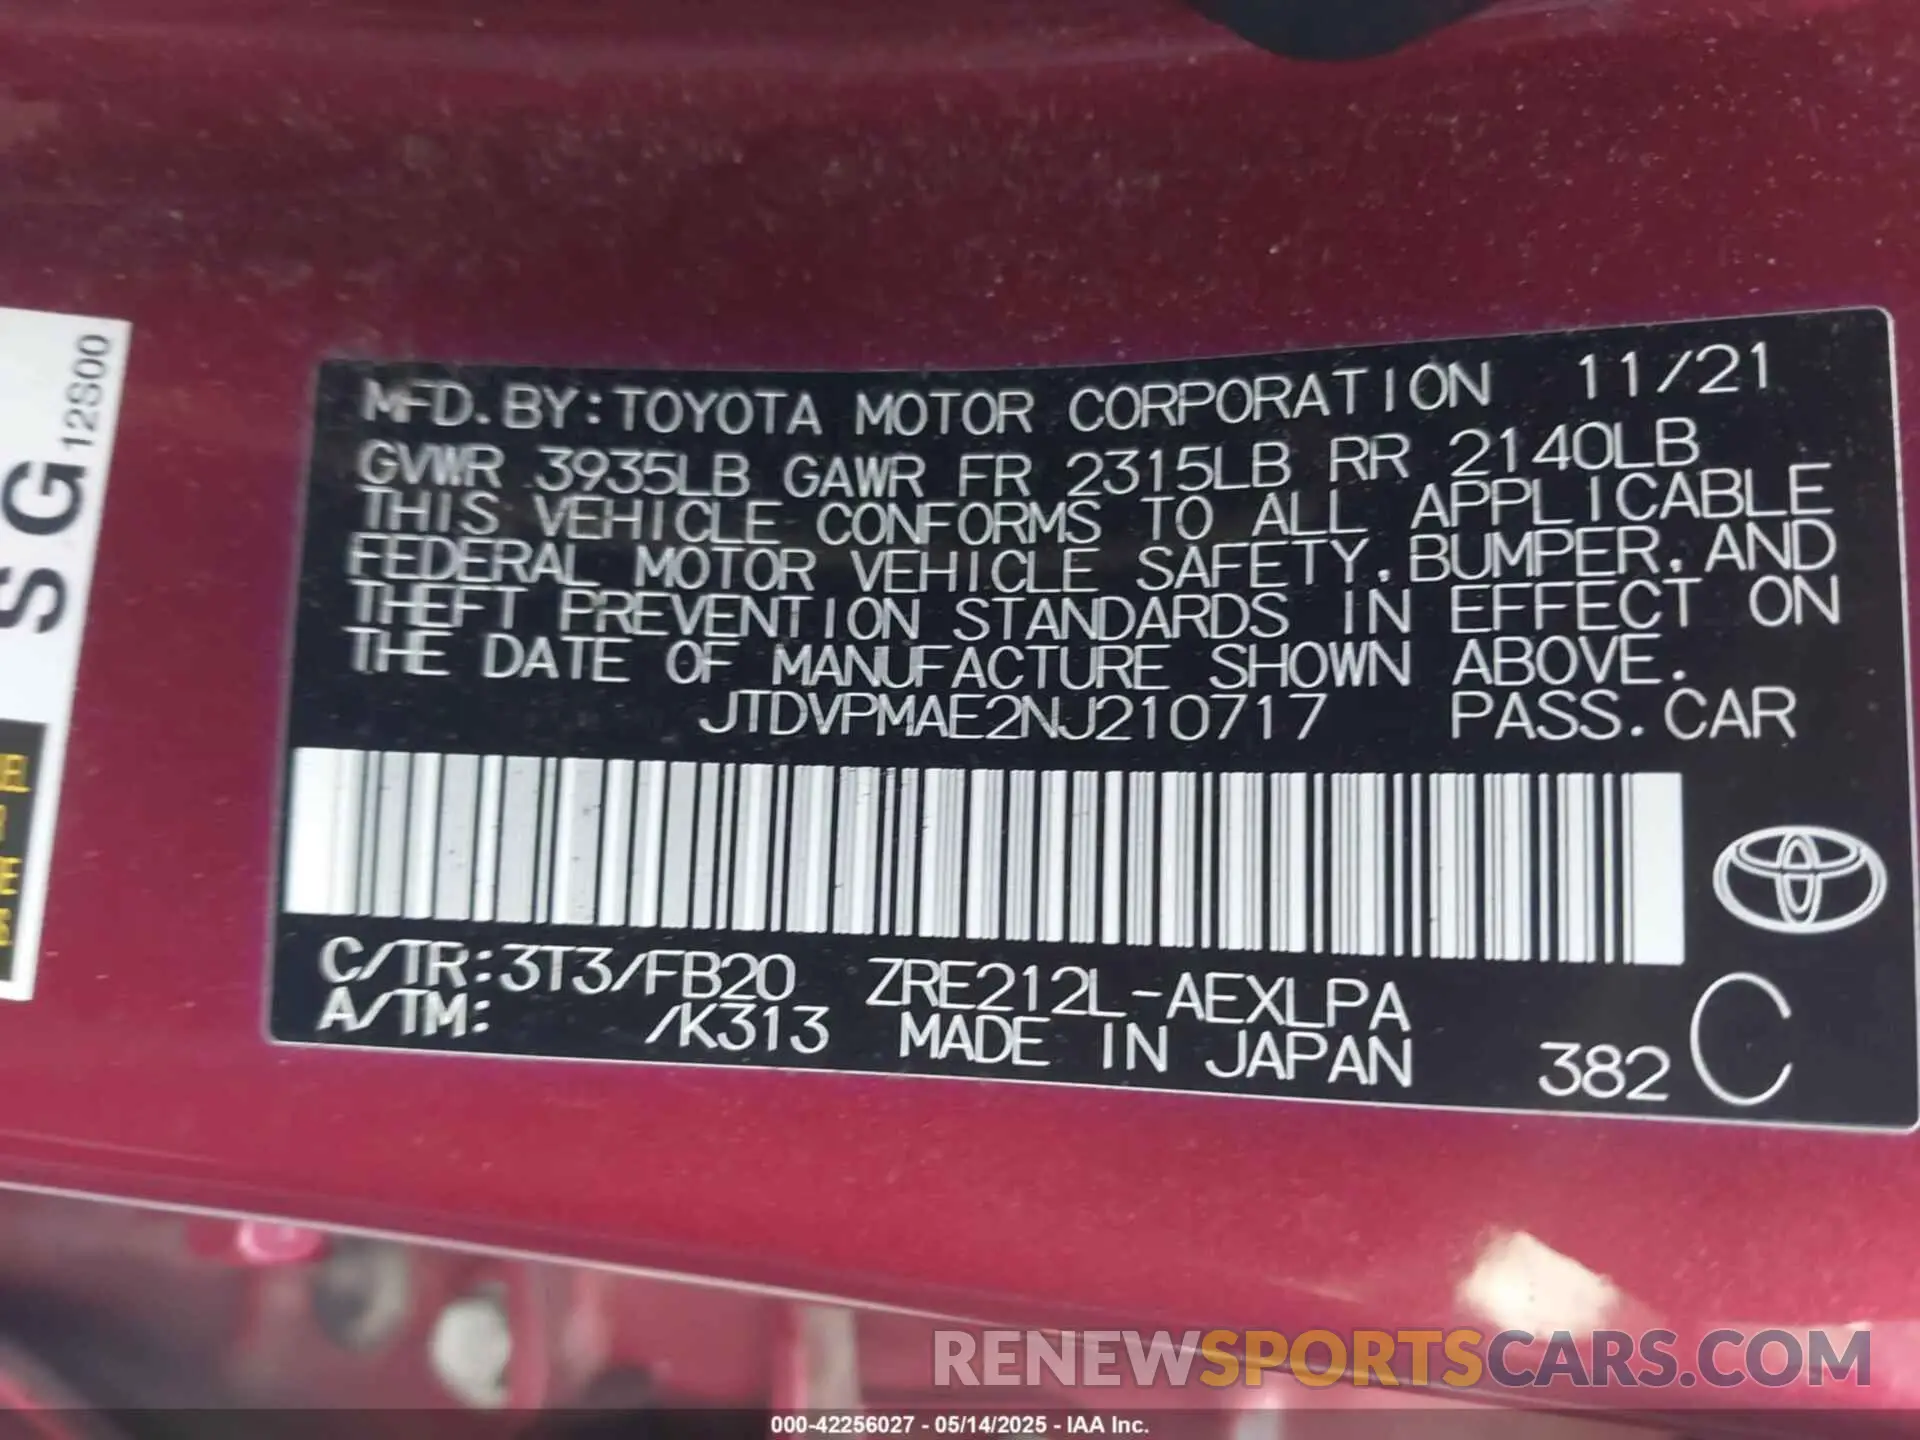 MFD. BY: TOYOTA MOTOR CORPORATION 11/21
GVWR 3935LB GAWR FR 2315LB RR 2140LB
THIS VEHICLE CONFORMS TO ALL APPLICABLE
FEDERAL MOTOR VEHICLE SAFETY, BUMPER, AND
THEFT PREVENTION STANDARDS IN EFFECT ON
THE DATE OF MANUFACTURE SHOWN ABOVE.
JTDVPMAE2NJ210717 PASS. CAR
C/TR: 3T3/FB20 ZRE212L-AEXLPA
A/TM: /K313 MADE IN JAPAN 382 C
SG 12S00
RENEWSPORTSCARS.COM
000-42256027 - 05/14/2025 - IAA Inc.